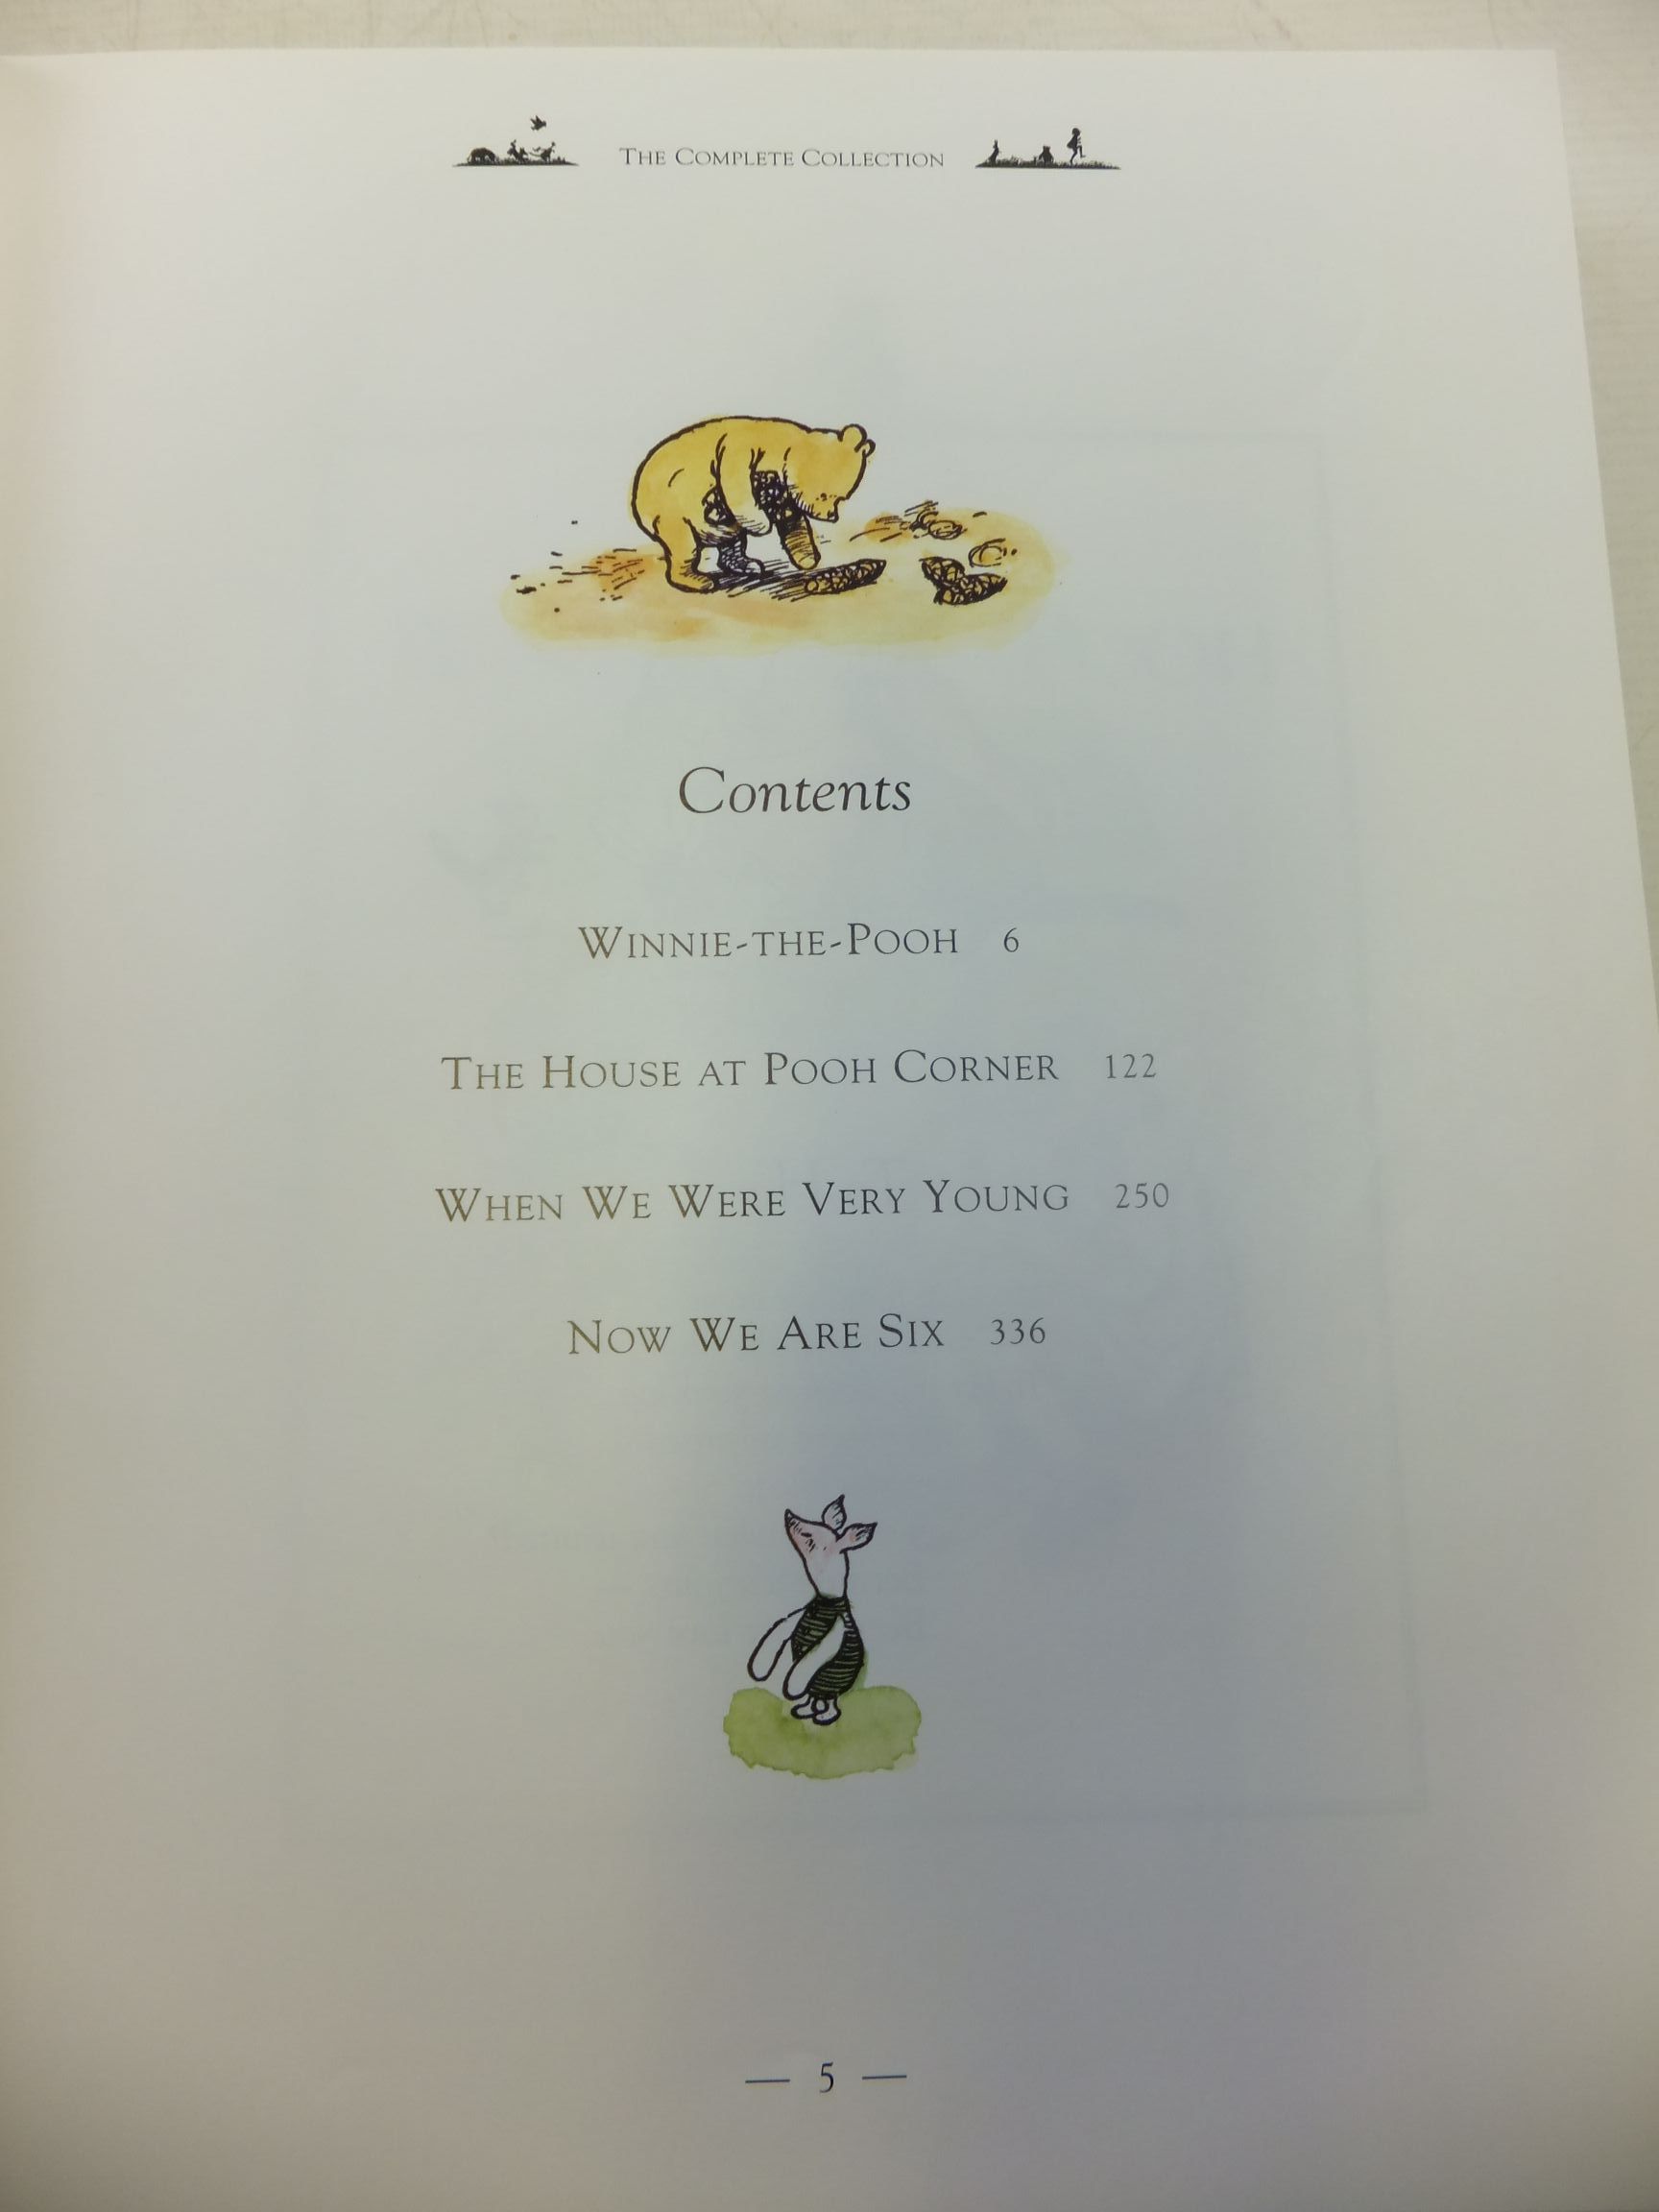 The Complete Collection
Contents
Winnie-the-Pooh 6
The House at Pooh Corner 122
When We Were Very Young 250
Now We Are Six 336
— 5 —